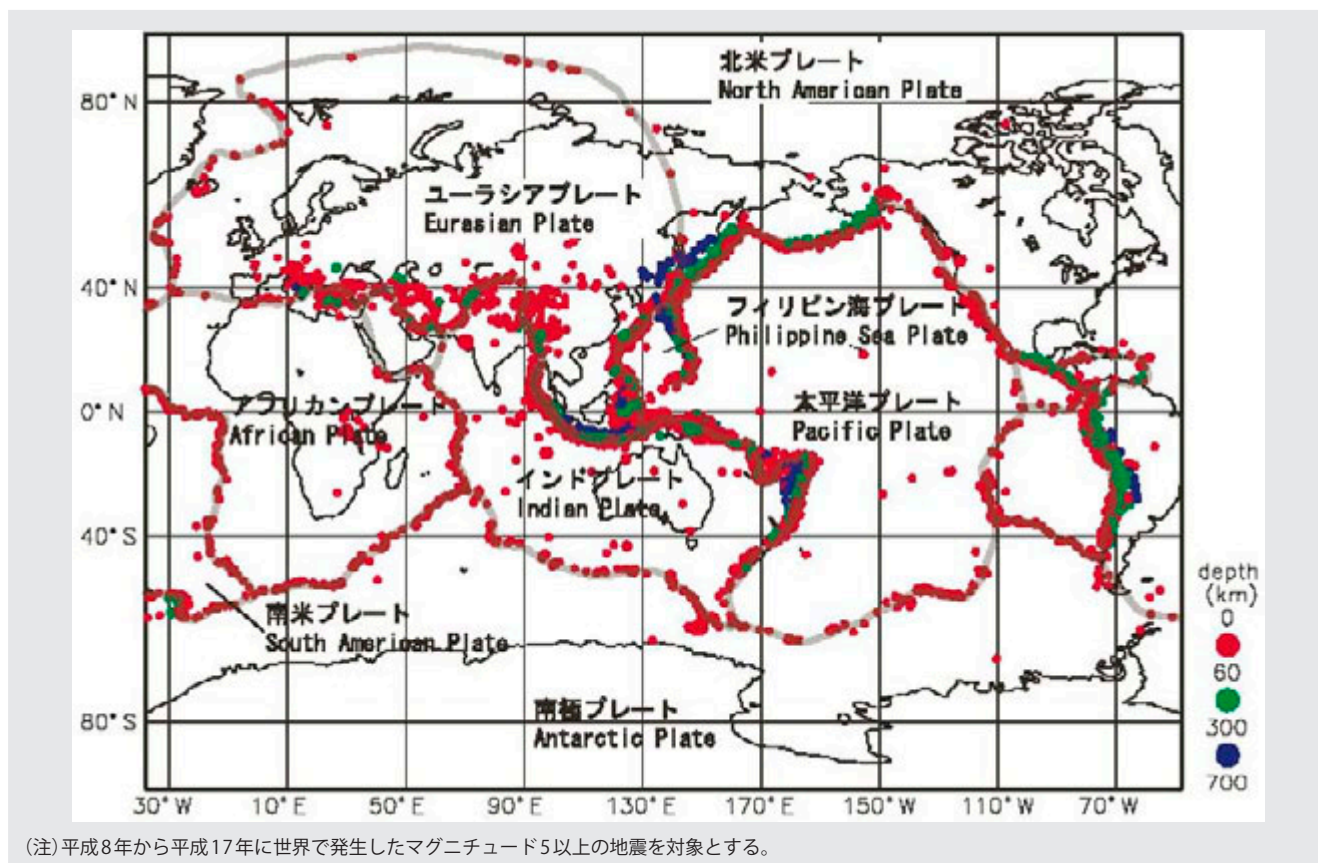 北米プレート
North American Plate
80°N
ユーラシアプレート
Eurasian Plate
40°N
フィリピン海プレート
Philippine Sea Plate
0°N
アフリカンプレート
African Plate
太平洋プレート
Pacific Plate
インドプレート
Indian Plate
40°S
depth
(km)
0
60
300
700
南米プレート
South American Plate
南極プレート
Antarctic Plate
80°S
30°W 10°E 50°E 90°E 130°E 170°E 150°W 110°W 70°W
(注)平成8年から平成17年に世界で発生したマグニチュード5以上の地震を対象とする。